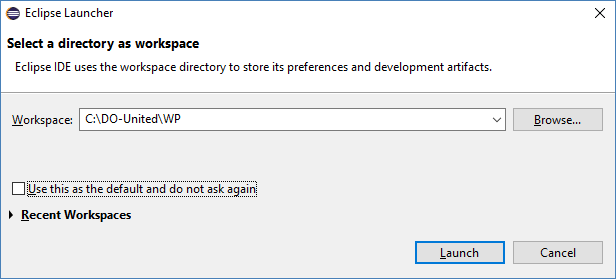 Eclipse Launcher
Select a directory as workspace
Eclipse IDE uses the workspace directory to store its preferences and development artifacts.
Workspace: C:\DO-United\WP Browse...
Use this as the default and do not ask again
Recent Workspaces
Launch Cancel